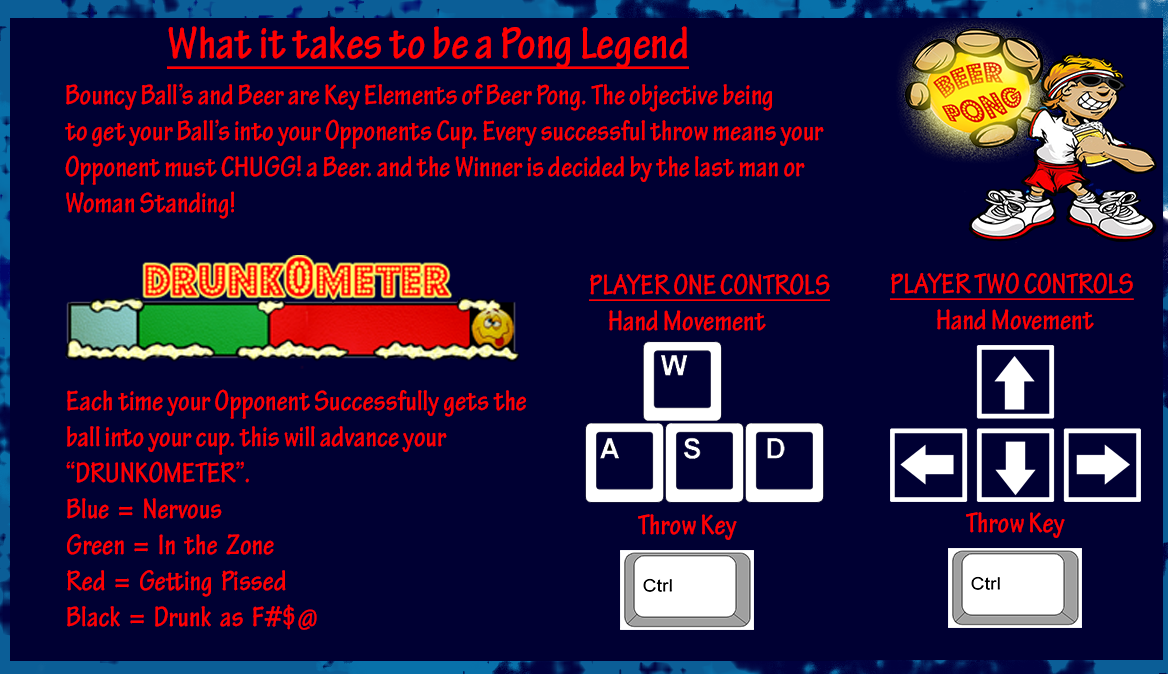 What it takes to be a Pong Legend
Bouncy Ball's and Beer are Key Elements of Beer Pong. The objective being
to get your Ball's into your Opponents Cup. Every successful throw means your
Opponent must CHUGG! a Beer. and the Winner is decided by the last man or
Woman Standing!
BEER
PONG
DRUNKOMETER
Each time your Opponent Successfully gets the
ball into your cup. this will advance your
“DRUNKOMETER”.
Blue = Nervous
Green = In the Zone
Red = Getting Pissed
Black = Drunk as F#$@
PLAYER ONE CONTROLS
Hand Movement
W
A S D
Throw Key
Ctrl
PLAYER TWO CONTROLS
Hand Movement
Throw Key
Ctrl